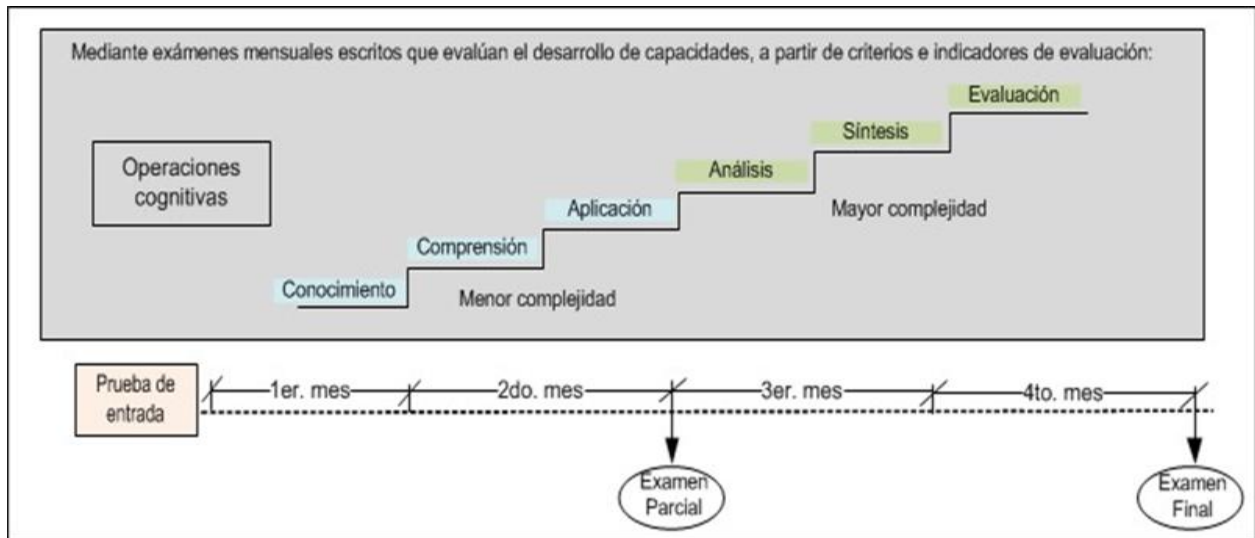 Mediante exámenes mensuales escritos que evalúan el desarrollo de capacidades, a partir de criterios e indicadores de evaluación:
Evaluación
Síntesis
Operaciones
cognitivas
Análisis
Aplicación
Mayor complejidad
Comprensión
Conocimiento
Menor complejidad
Prueba de
entrada
1er. mes
2do. mes
3er. mes
4to. mes
Examen
Parcial
Examen
Final